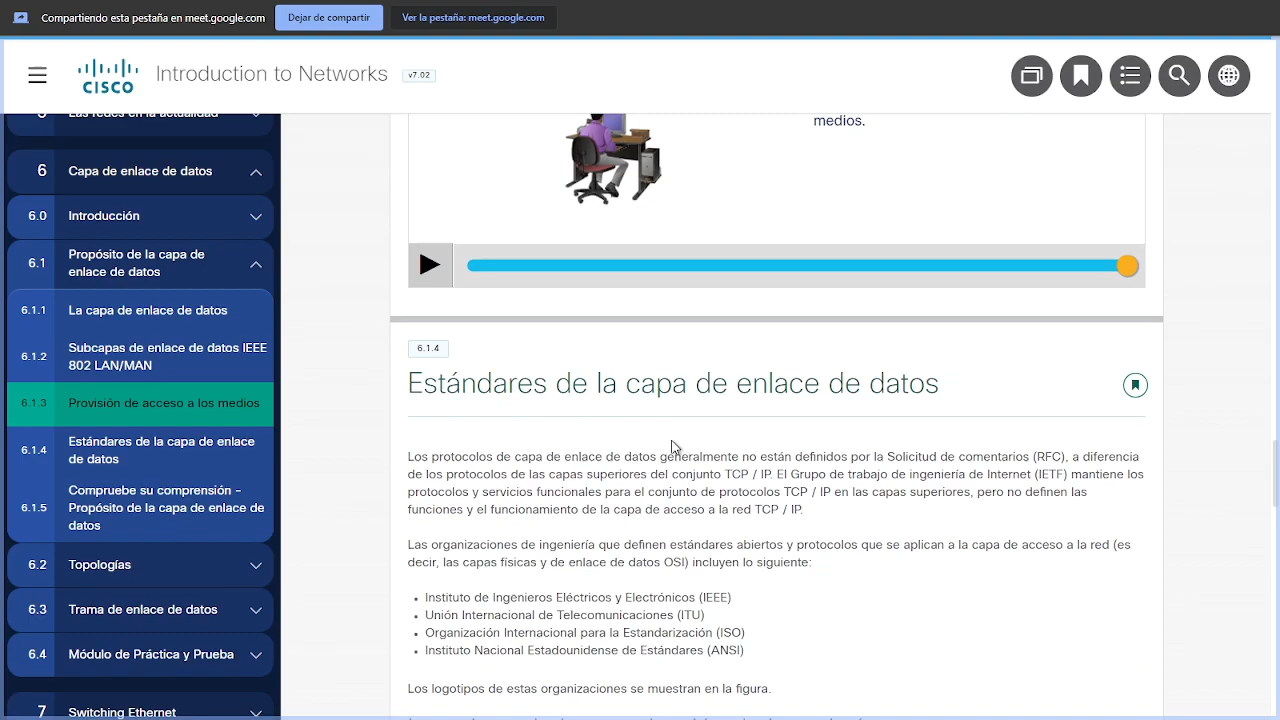 Compartiendo esta pestaña en meet.google.com
Dejar de compartir
Ver la pestaña: meet.google.com
CISCO
Introduction to Networks
v7.02
5 Las redes en la actualidad
6 Capa de enlace de datos
6.0 Introducción
6.1 Propósito de la capa de
enlace de datos
6.1.1 La capa de enlace de datos
6.1.2 Subcapas de enlace de datos IEEE
802 LAN/MAN
6.1.3 Provisión de acceso a los medios
6.1.4 Estándares de la capa de enlace
de datos
6.1.5 Compruebe su comprensión -
Propósito de la capa de enlace de
datos
6.2 Topologías
6.3 Trama de enlace de datos
6.4 Módulo de Práctica y Prueba
7 Switching Ethernet
medios.
6.1.4
Estándares de la capa de enlace de datos
Los protocolos de capa de enlace de datos generalmente no están definidos por la Solicitud de comentarios (RFC), a diferencia
de los protocolos de las capas superiores del conjunto TCP / IP. El Grupo de trabajo de ingeniería de Internet (IETF) mantiene los
protocolos y servicios funcionales para el conjunto de protocolos TCP / IP en las capas superiores, pero no definen las
funciones y el funcionamiento de la capa de acceso a la red TCP / IP.
Las organizaciones de ingeniería que definen estándares abiertos y protocolos que se aplican a la capa de acceso a la red (es
decir, las capas físicas y de enlace de datos OSI) incluyen lo siguiente:
• Instituto de Ingenieros Eléctricos y Electrónicos (IEEE)
• Unión Internacional de Telecomunicaciones (ITU)
• Organización Internacional para la Estandarización (ISO)
• Instituto Nacional Estadounidense de Estándares (ANSI)
Los logotipos de estas organizaciones se muestran en la figura.